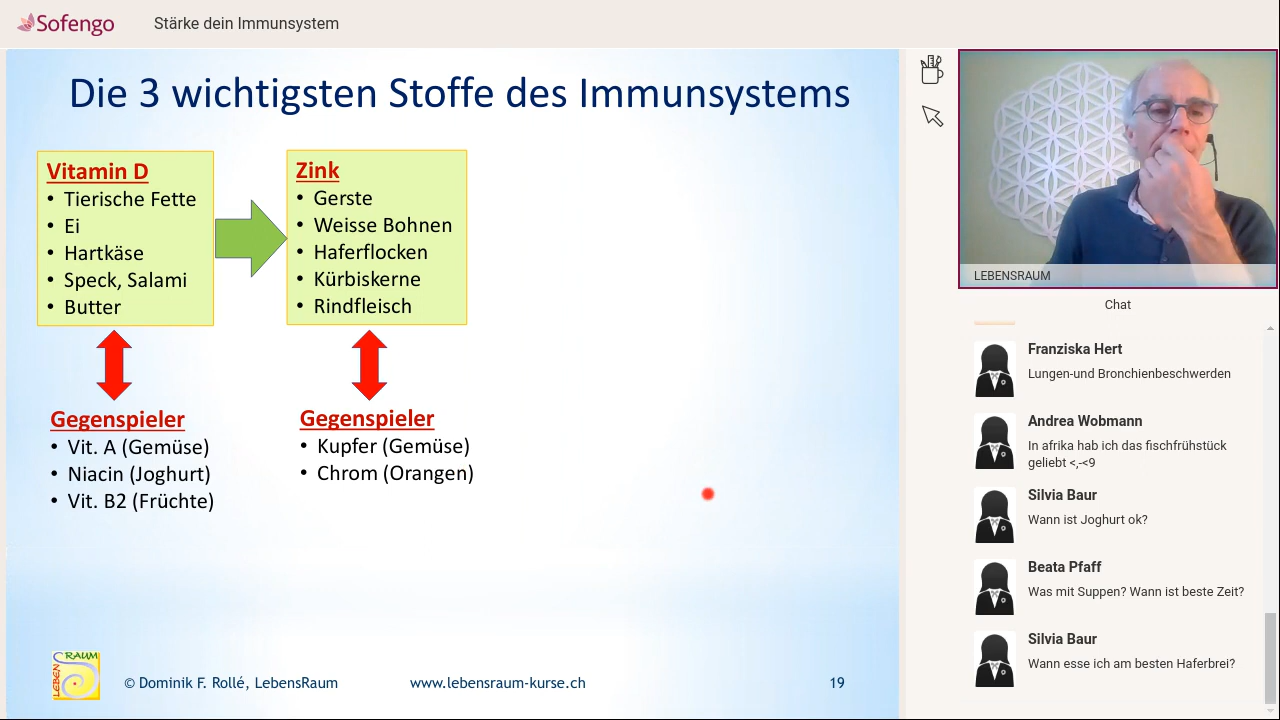 Sofengo
Stärke dein Immunsystem
Die 3 wichtigsten Stoffe des Immunsystems
Vitamin D
• Tierische Fette
• Ei
• Hartkäse
• Speck, Salami
• Butter
Zink
• Gerste
• Weisse Bohnen
• Haferflocken
• Kürbiskerne
• Rindfleisch
Gegenspieler
• Vit. A (Gemüse)
• Niacin (Joghurt)
• Vit. B2 (Früchte)
Gegenspieler
• Kupfer (Gemüse)
• Chrom (Orangen)
LEBENS
RAUM
© Dominik F. Rollé, LebensRaum
www.lebensraum-kurse.ch
19
LEBENSRAUM
Chat
Franziska Hert
Lungen-und Bronchienbeschwerden
Andrea Wobmann
In afrika hab ich das fischfrühstück
geliebt <,-<9
Silvia Baur
Wann ist Joghurt ok?
Beata Pfaff
Was mit Suppen? Wann ist beste Zeit?
Silvia Baur
Wann esse ich am besten Haferbrei?